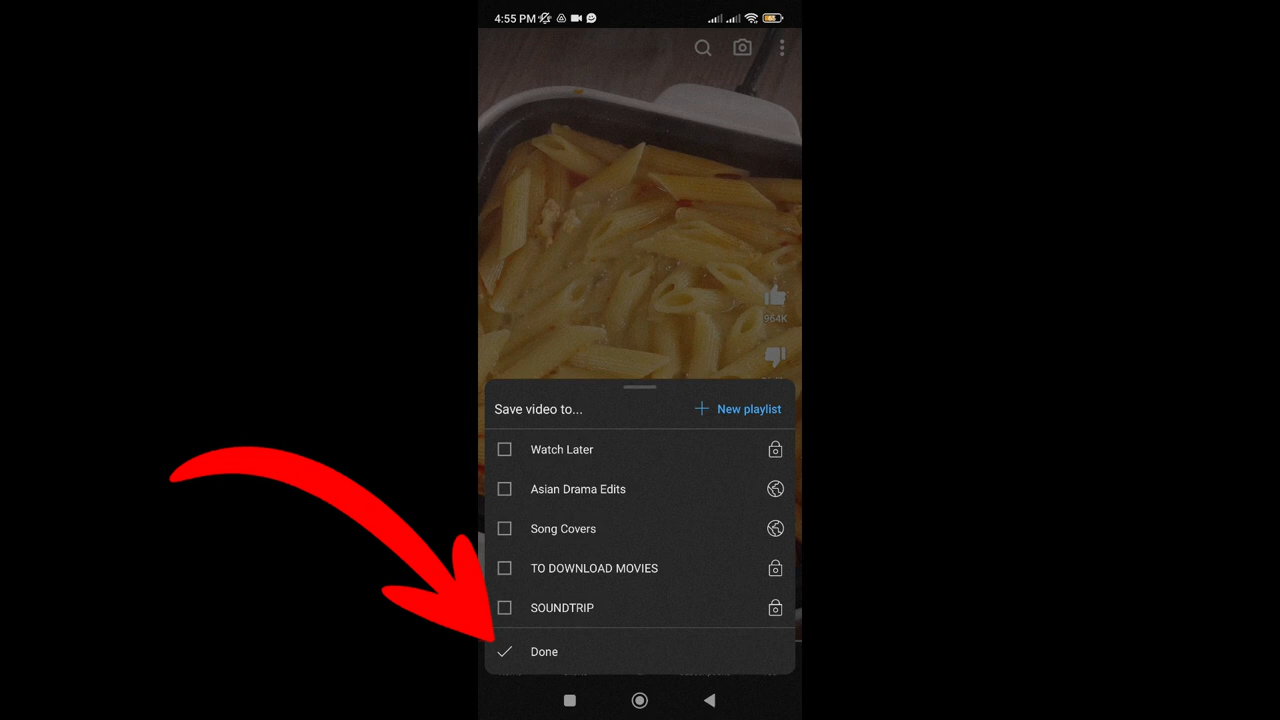 4:55 PM
964K
Save video to...
New playlist
Watch Later
Asian Drama Edits
Song Covers
TO DOWNLOAD MOVIES
SOUNDTRIP
Done